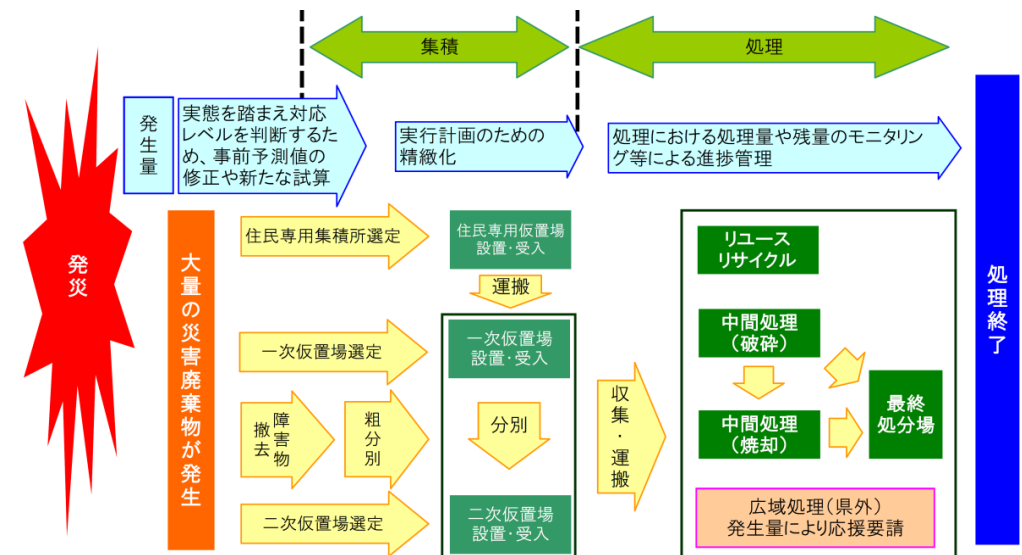 集積
処理
発生量
実態を踏まえ対応
レベルを判断するた
め、事前予測値の
修正や新たな試算
実行計画のための
精緻化
処理における処理量や残量のモニタリン
グ等による進捗管理
発災
大量の災害廃棄物が発生
住民専用集積所選定
住民専用仮置場
設置・受入
運搬
一次仮置場選定
一次仮置場
設置・受入
障害物
撤去
粗分別
分別
二次仮置場選定
二次仮置場
設置・受入
収集・運搬
リユース
リサイクル
中間処理
(破砕)
中間処理
(焼却)
最終
処分場
広域処理(県外)
発生量により応援要請
処理終了